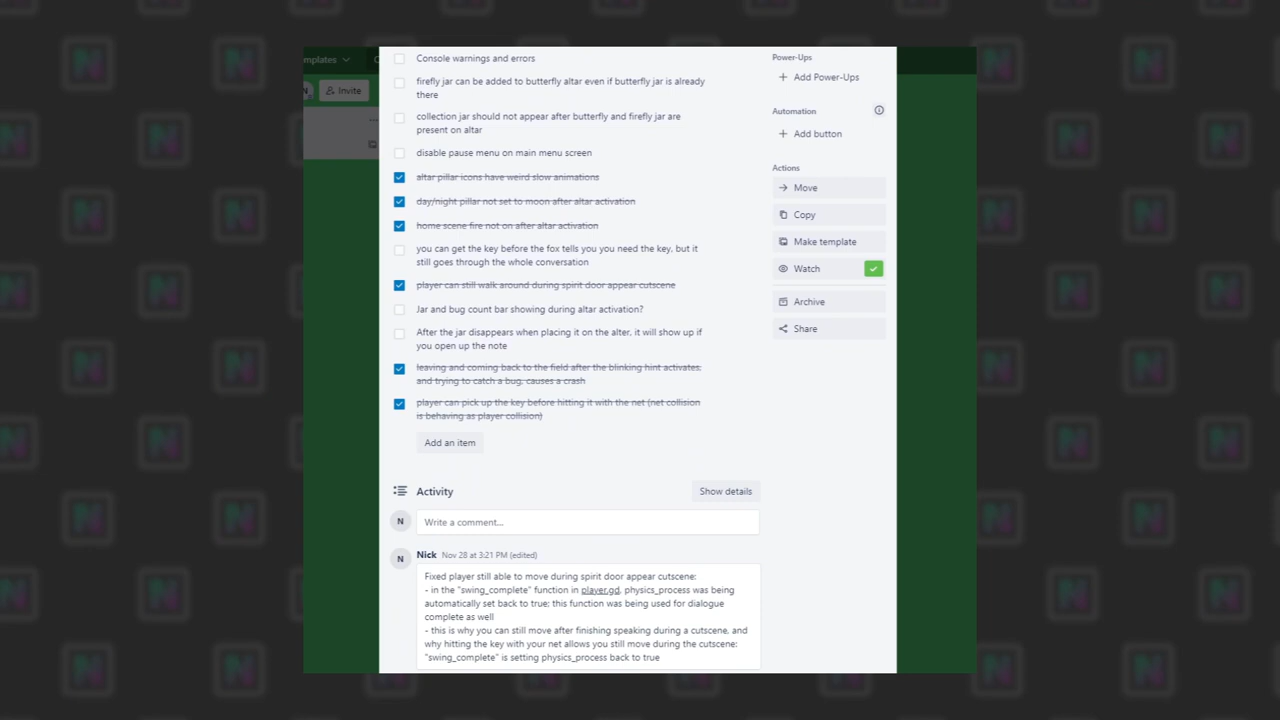 mplates
Invite
N
...
Console warnings and errors
firefly jar can be added to butterfly altar even if butterfly jar is already
there
collection jar should not appear after butterfly and firefly jar are
present on altar
disable pause menu on main menu screen
altar pillar icons have weird slow animations
day/night pillar not set to moon after altar activation
home scene fire not on after altar activation
you can get the key before the fox tells you you need the key, but it
still goes through the whole conversation
player can still walk around during spirit door appear cutscene
Jar and bug count bar showing during altar activation?
After the jar disappears when placing it on the alter, it will show up if
you open up the note
leaving and coming back to the field after the blinking hint activates,
and trying to catch a bug, causes a crash
player can pick up the key before hitting it with the net (net collision
is behaving as player collision)
Add an item
Activity
Show details
N
Write a comment...
N
Nick Nov 28 at 3:21 PM (edited)
Fixed player still able to move during spirit door appear cutscene:
- in the "swing_complete" function in player.gd, physics_process was being
automatically set back to true; this function was being used for dialogue
complete as well
- this is why you can still move after finishing speaking during a cutscene, and
why hitting the key with your net allows you still move during the cutscene:
"swing_complete" is setting physics_process back to true
Power-Ups
+ Add Power-Ups
Automation
+ Add button
Actions
Move
Copy
Make template
Watch
Archive
Share